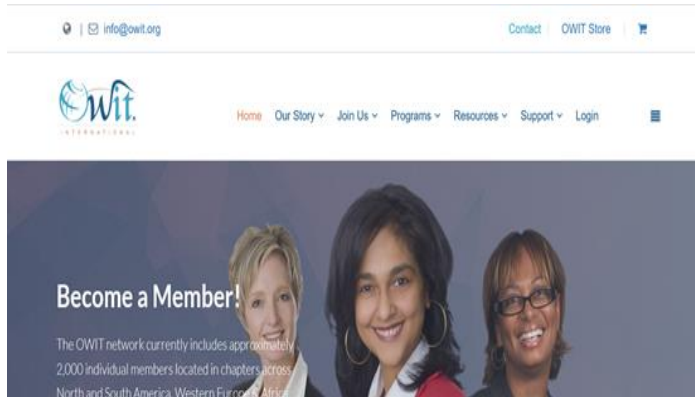 | info@owit.org
Contact OWIT Store
Owit.
INTERNATIONAL
Home Our Story Join Us Programs Resources Support Login
Become a Member!
The OWIT network currently includes approximately
2,000 individual members located in chapters across
North and South America, Western Europe & Africa